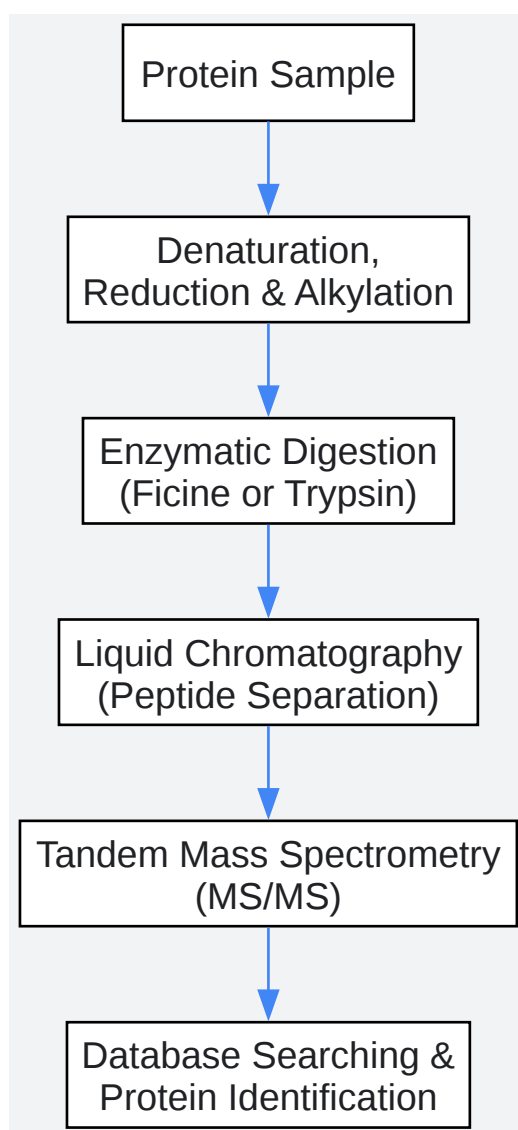 Protein Sample
Denaturation,
Reduction & Alkylation
Enzymatic Digestion
(Ficine or Trypsin)
Liquid Chromatography
(Peptide Separation)
Tandem Mass Spectrometry
(MS/MS)
Database Searching &
Protein Identification